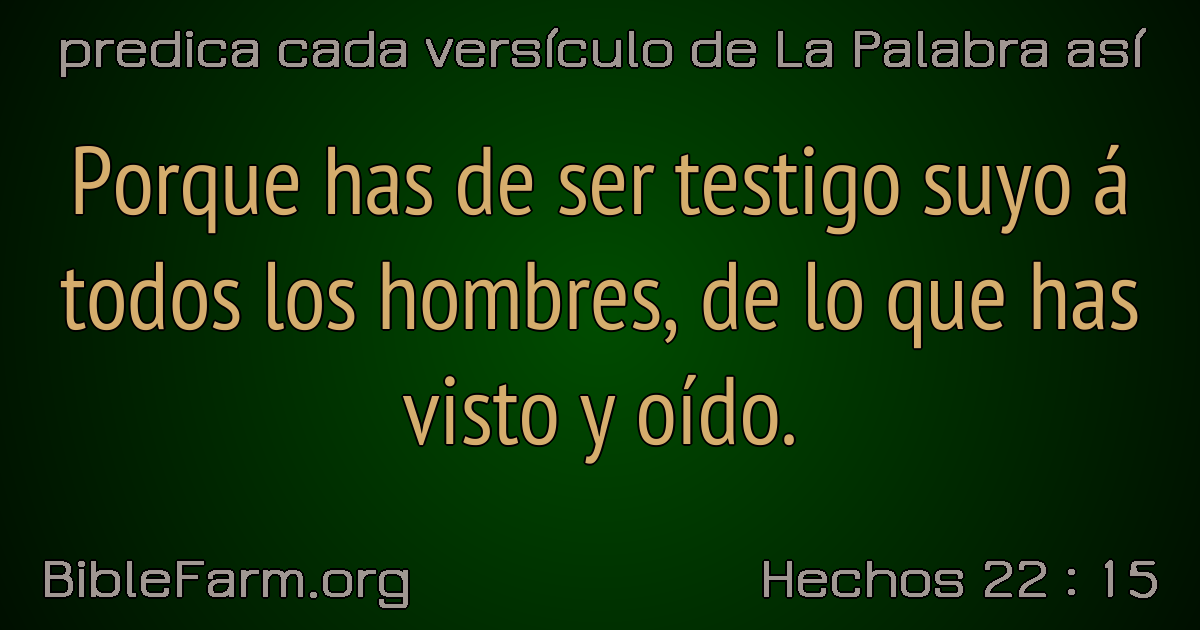 predica cada versículo de La Palabra así
Porque has de ser testigo suyo á
todos los hombres, de lo que has
visto y oído.
BibleFarm.org
Hechos 22 : 15